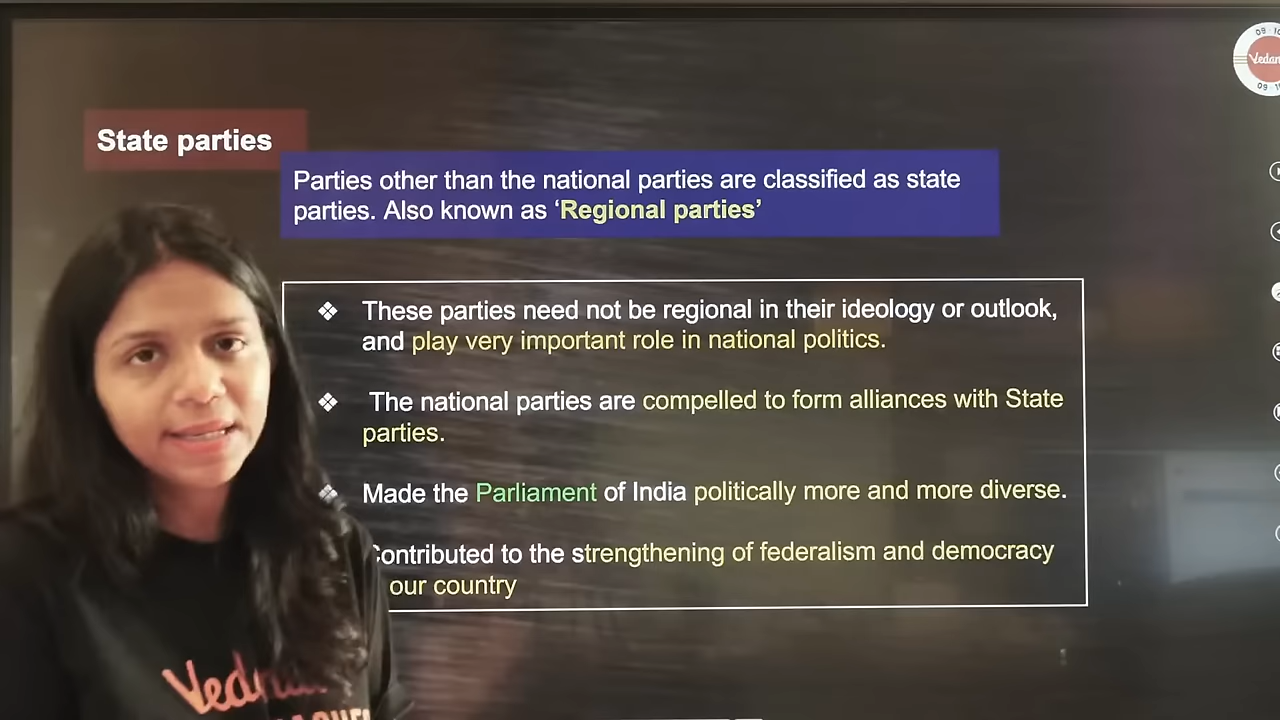 State parties
Parties other than the national parties are classified as state
parties. Also known as ‘Regional parties’
❖ These parties need not be regional in their ideology or outlook,
and play very important role in national politics.
❖ The national parties are compelled to form alliances with State
parties.
❖ Made the Parliament of India politically more and more diverse.
Contributed to the strengthening of federalism and democracy
our country